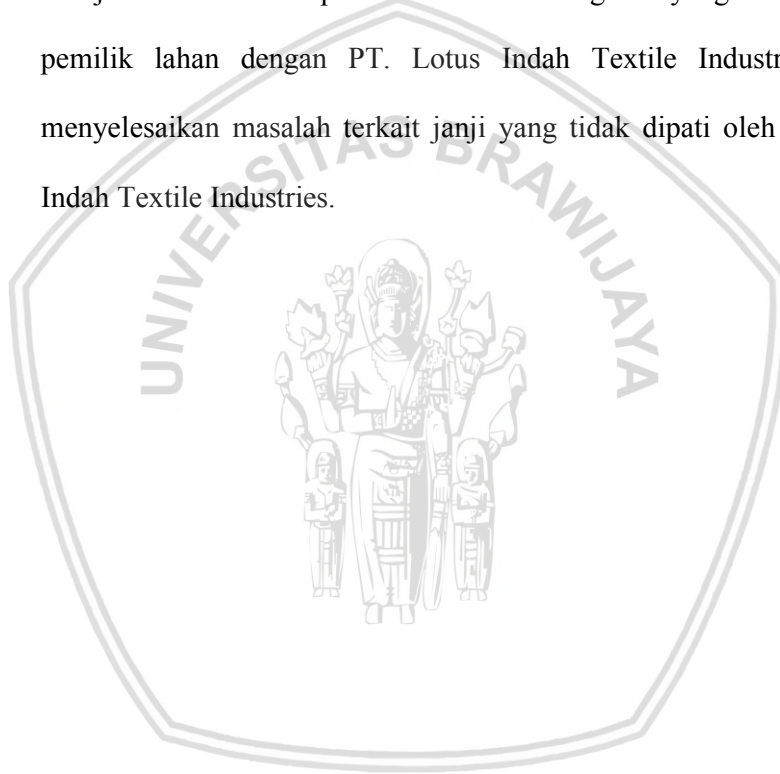 pemilik lahan dengan PT. Lotus Indah Textile
menyelesaikan masalah terkait janji yang tidak dipati oleh
Indah Textile Industries.
UNIVERSITAS BRAWIJAYA